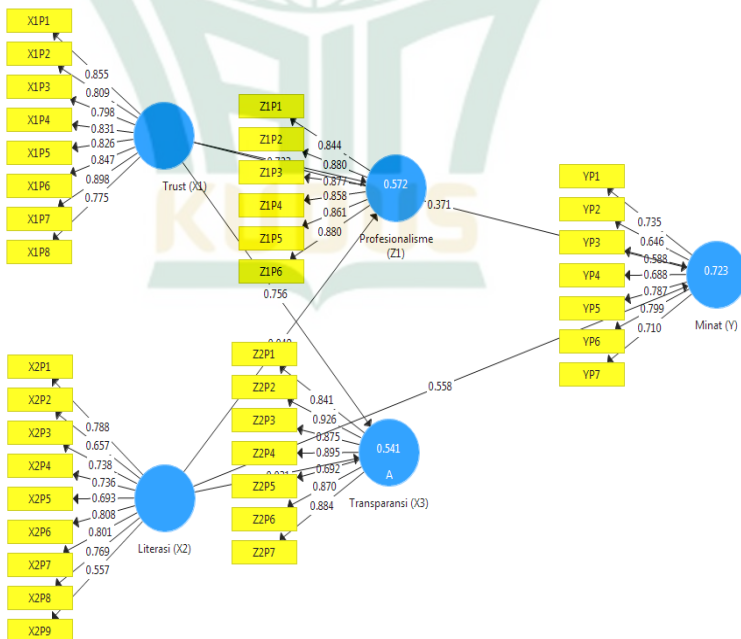 X1P1
X1P2
X1P3
X1P4
X1P5
X1P6
X1P7
X1P8
0.855
0.809
0.798
0.831
0.826
0.847
0.898
0.775
Trust (X1)
Z1P1
Z1P2
Z1P3
Z1P4
Z1P5
Z1P6
0.844
0.880
0.877
0.858
0.861
0.880
0.572
Profesionalisme
(Z1)
0.371
0.756
KUDUS
YP1
YP2
YP3
YP4
YP5
YP6
YP7
0.735
0.646
0.588
0.688
0.787
0.799
0.710
0.723
Minat (Y)
0.558
X2P1
X2P2
X2P3
X2P4
X2P5
X2P6
X2P7
X2P8
X2P9
0.788
0.657
0.738
0.736
0.693
0.808
0.801
0.769
0.557
Literasi (X2)
Z2P1
Z2P2
Z2P3
Z2P4
Z2P5
Z2P6
Z2P7
0.841
0.926
0.875
0.895
0.692
0.870
0.884
0.541
A
Transparansi (X3)